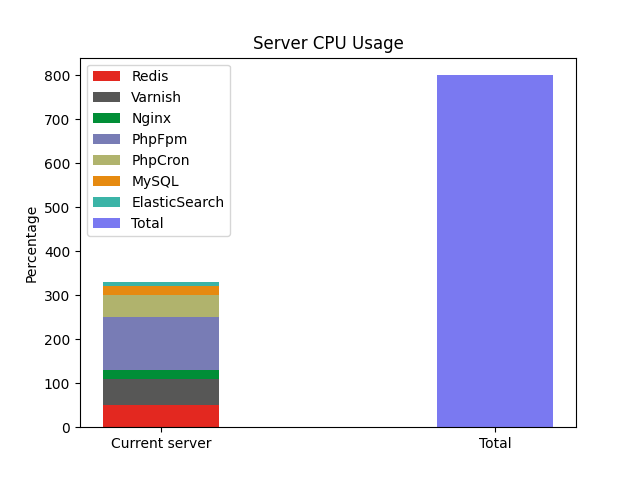 Server CPU Usage
Redis
Varnish
Nginx
PhpFpm
PhpCron
MySQL
ElasticSearch
Total
Percentage
800
700
600
500
400
300
200
100
0
Current server
Total